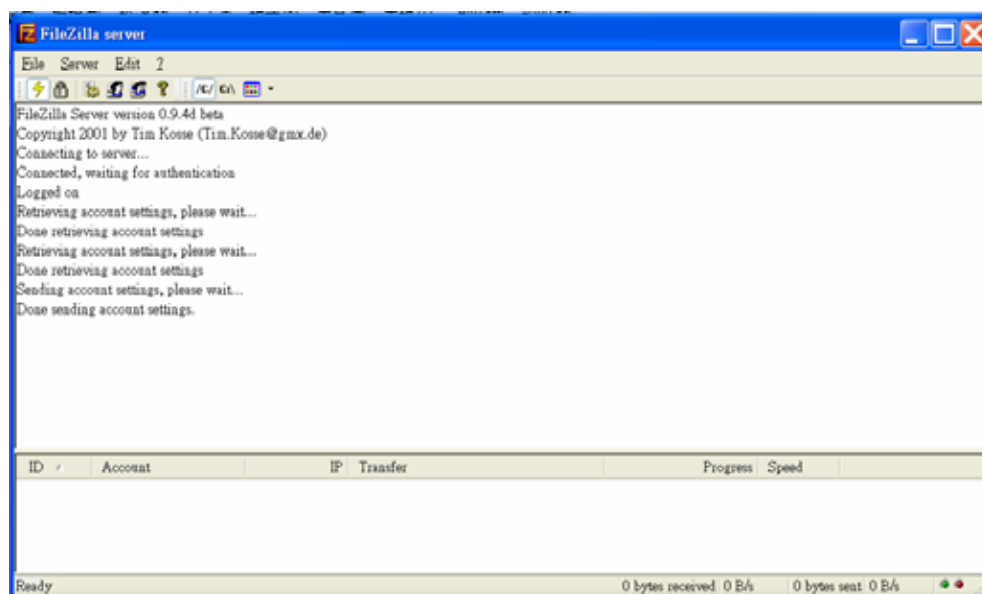 FileZilla server
File Server Edit ?
/C/ C:\
FileZilla Server version 0.9.4d beta
Copyright 2001 by Tim Kosse (Tim.Kosse@gmx.de)
Connecting to server...
Connected, waiting for authentication
Logged on
Retrieving account settings, please wait...
Done retrieving account settings
Retrieving account settings, please wait...
Done retrieving account settings
Sending account settings, please wait...
Done sending account settings.
ID / Account IP Transfer Progress Speed
Ready 0 bytes received 0 B/s 0 bytes sent 0 B/s